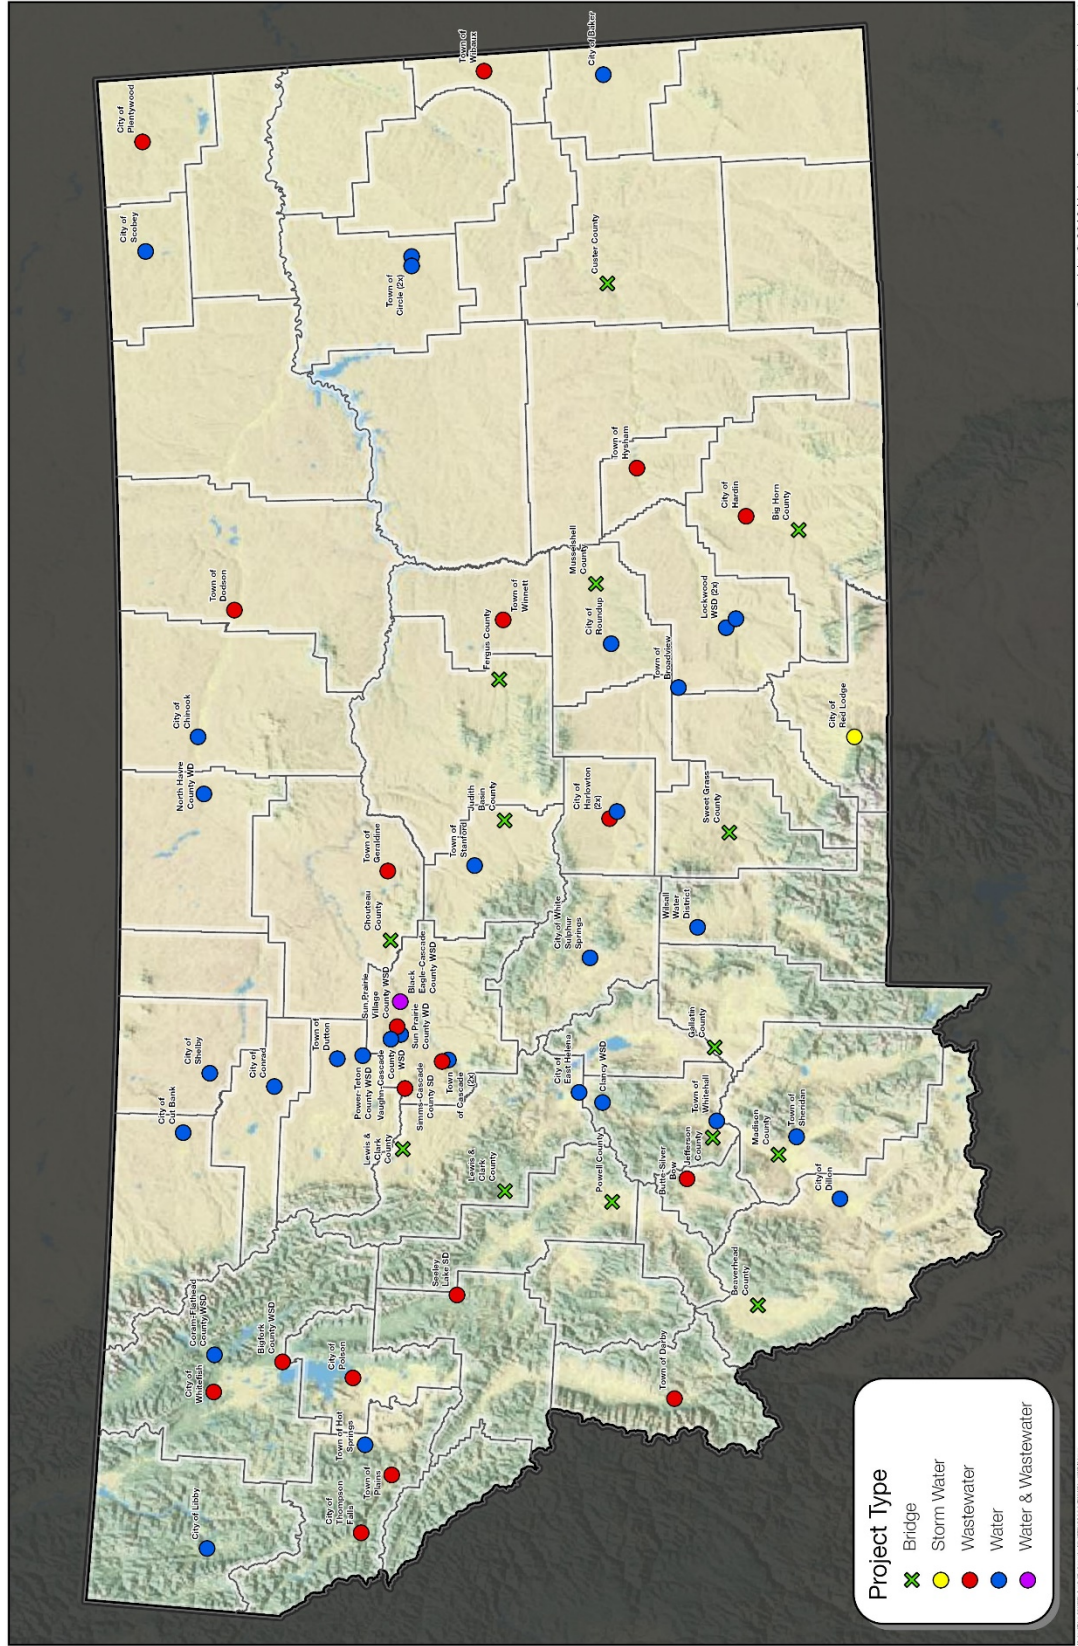 City of Libby
City of
Whitefish
Coram-Flathead
County WSD
Bigfork
County WSD
City of
Polson
Town of Hot
Springs
Town of
Plains
City of
Thompson
Falls
Seeley
Lake SD
Town of Darby
City of
Cut Bank
City of
Shelby
City of
Conrad
Town of
Dutton
Power-Teton
County WSD
Vaughn-Cascade
County
WSD
Sun Prairie
Village
County WSD
Black
Eagle-Cascade
County WSD
Sun Prairie
County WD
Simms-Cascade
County SD
Town
of Cascade
(2x)
Lewis &
Clark
County
Lewis &
Clark
County
Powell County
City of
East Helena
Clancy WSD
Butte-Silver
Bow
Jefferson
County
Town of
Whitehall
Madison
County
Town of
Sheridan
City of
Dillon
Beaverhead
County
Gallatin
County
North Havre
County WD
City of
Chinook
Town of
Dodson
Chouteau
County
Town of
Geraldine
Town of
Stanford
Judith
Basin
County
Fergus County
Town of
Winnett
City of White
Sulphur
Springs
City of
Harlowton
(2x)
Wilsall
Water
District
Sweet Grass
County
City of
Red Lodge
Musselshell
County
City of
Roundup
Town of
Broadview
Lockwood
WSD (2x)
Town of
Hysham
City of
Hardin
Big Horn
County
City of
Scobey
City of
Plentywood
Town of
Circle (2x)
Town of
Wibaux
City of Baker
Custer County
Project Type
Bridge
Storm Water
Wastewater
Water
Water & Wastewater